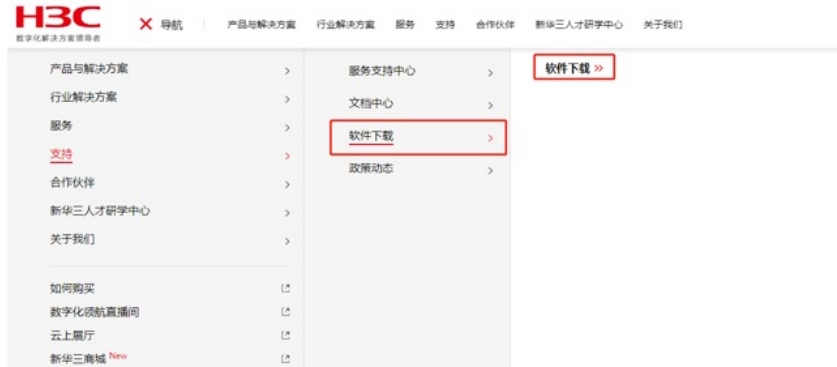 H3C
数字化解决方案领导者
导航 产品与解决方案 行业解决方案 服务 支持 合作伙伴 新华三人才研学中心 关于我们
产品与解决方案
行业解决方案
服务
支持
合作伙伴
新华三人才研学中心
关于我们
如何购买
数字化领航直播间
云上展厅
新华三商城 New
服务支持中心
文档中心
软件下载
政策动态
软件下载 »